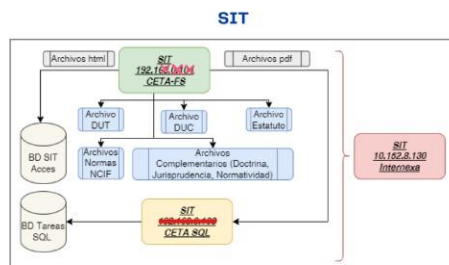 SIT
Archivos html
SIT
CETA-FS
Archivos pdf
Archivo
DUT
Archivo
DUC
Archivo
Estatuto
BD SIT
Acces
Archivos
Normas
NCIF
Archivos
Complementarios (Doctrina,
Jurisprudencia, Normatividad)
SIT
10.152.8.130
Internexa
BD Tareas
SQL
SIT
CETA SQL